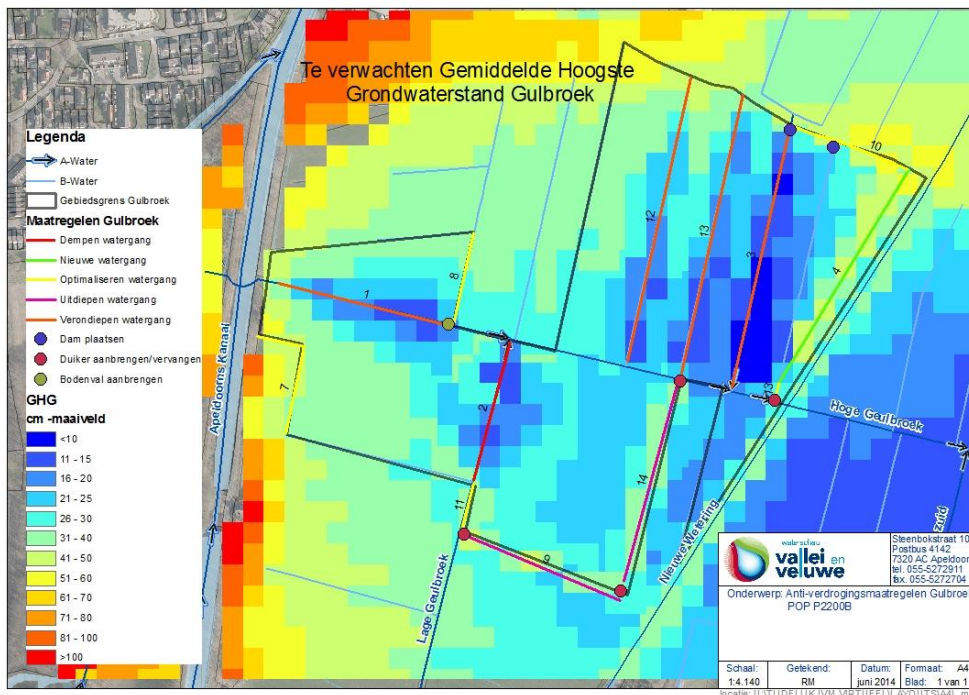 Te verwachten Gemiddelde Hoogste
Grondwaterstand Gulbroek
Legenda
A-Water
B-Water
Gebiedsgrens Gulbroek
Maatregelen Gulbroek
Dempen watergang
Nieuwe watergang
Optimaliseren watergang
Uitdiepen watergang
Verondiepen watergang
Dam plaatsen
Duiker aanbrengen/vervangen
Bodenval aanbrengen
GHG
cm -maaiveld
<10
11 - 15
16 - 20
21 - 25
26 - 30
31 - 40
41 - 50
51 - 60
61 - 70
71 - 80
81 - 100
>100
Apeldoorns Kanaal
1
8
7
2
11
9
14
12
13
3
10
4
13
Lage Geulbroek
Nieuwe Wetering
Hoge Geulbroek
zuid
waterschap
vallei en
veluwe
Steenbokstraat 10
Postbus 4142
7320 AC Apeldoorn
tel. 055-5272911
fax. 055-5272704
Onderwerp: Anti-verdrogingsmaatregelen Gulbroek
POP P2200B
Schaal: Getekend: Datum: Formaat: A4
1:4.140 RM juni 2014 Blad: 1 van 1